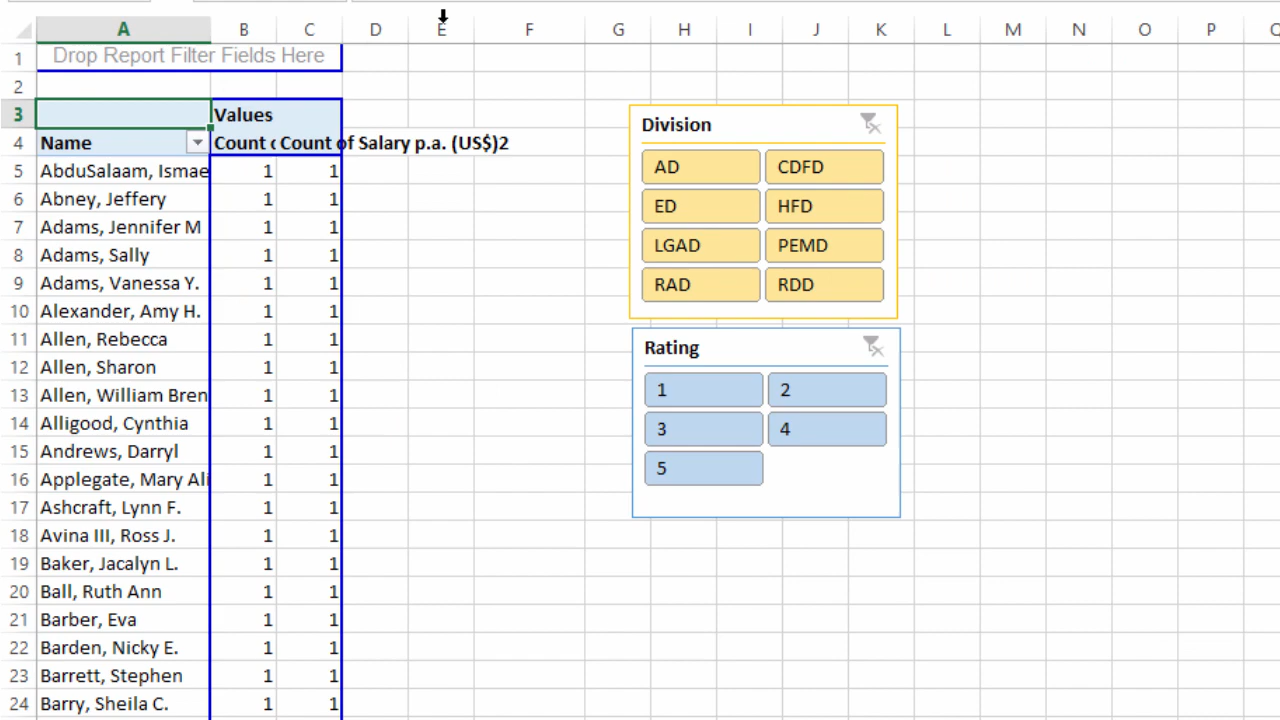 A B C D E F G H I J K L M N O P
1 Drop Report Filter Fields Here
2
3 Values
4 Name Count Count of Salary p.a. (US$)2
5 AbduSalaam, Ismae 1 1
6 Abney, Jeffery 1 1
7 Adams, Jennifer M 1 1
8 Adams, Sally 1 1
9 Adams, Vanessa Y. 1 1
10 Alexander, Amy H. 1 1
11 Allen, Rebecca 1 1
12 Allen, Sharon 1 1
13 Allen, William Bren 1 1
14 Alligood, Cynthia 1 1
15 Andrews, Darryl 1 1
16 Applegate, Mary Ali 1 1
17 Ashcraft, Lynn F. 1 1
18 Avina III, Ross J. 1 1
19 Baker, Jacalyn L. 1 1
20 Ball, Ruth Ann 1 1
21 Barber, Eva 1 1
22 Barden, Nicky E. 1 1
23 Barrett, Stephen 1 1
24 Barry, Sheila C. 1 1
Division
AD CDFD
ED HFD
LGAD PEMD
RAD RDD
Rating
1 2
3 4
5